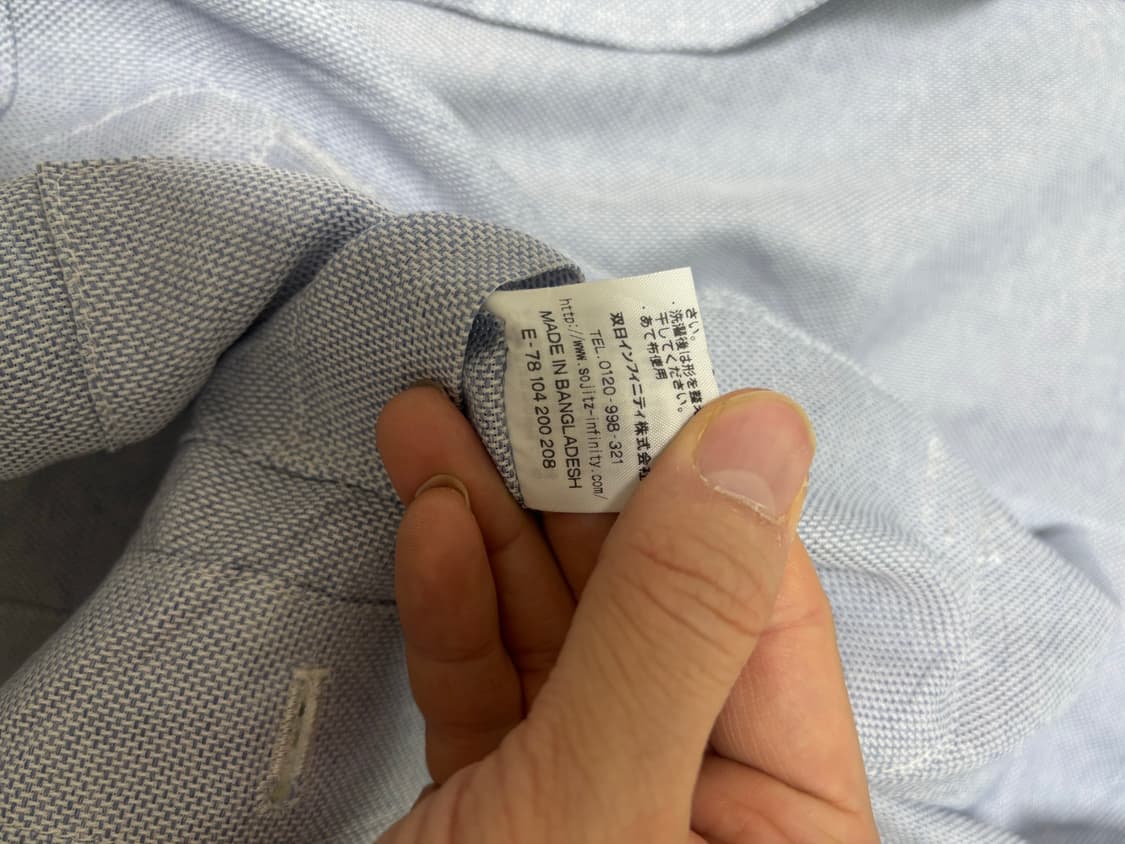 さい。
・洗濯後は形を整え
干してください。
・あて布使用
双日インフィニティ株式会社
TEL.0120-998-321
http://www.sojitz-infinity.com/
MADE IN BANGLADESH
E-78 104 200 208